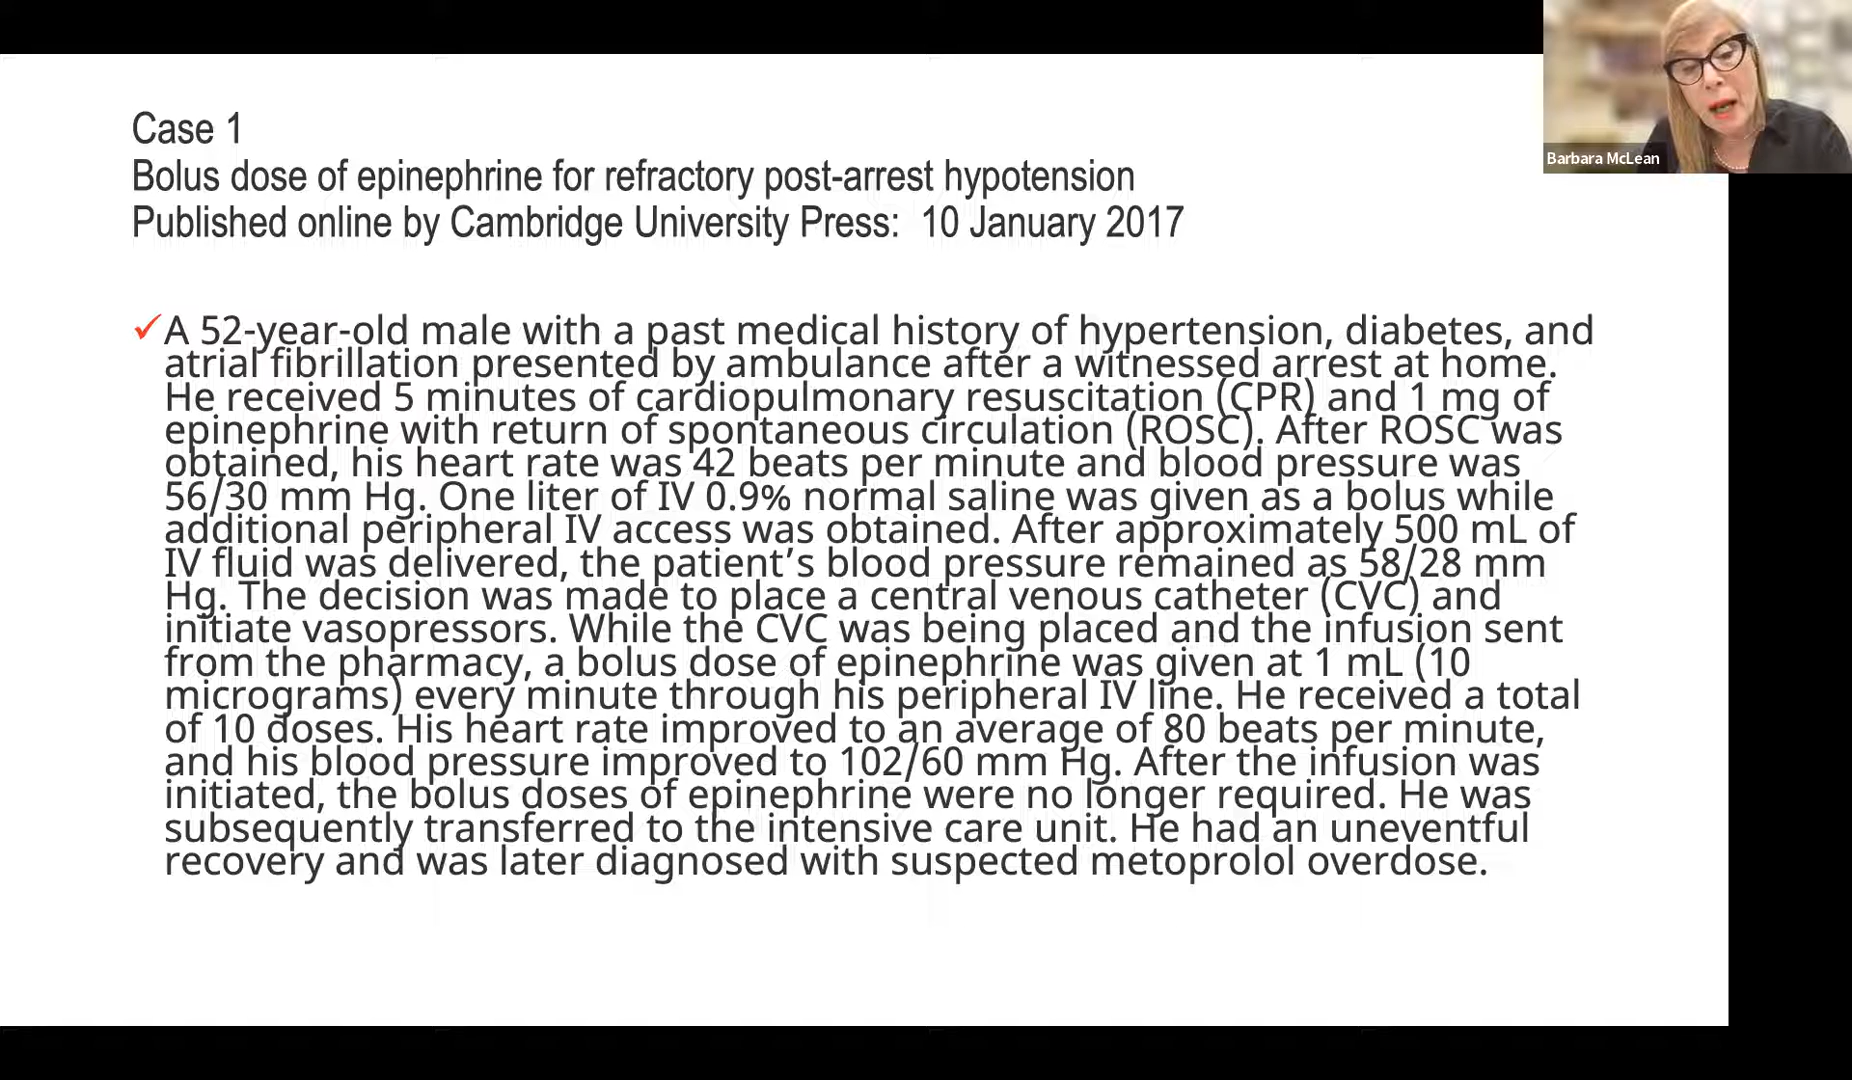 Case 1
Bolus dose of epinephrine for refractory post-arrest hypotension
Published online by Cambridge University Press:  10 January 2017
Barbara McLean
✓A 52-year-old male with a past medical history of hypertension, diabetes, and
atrial fibrillation presented by ambulance after a witnessed arrest at home.
He received 5 minutes of cardiopulmonary resuscitation (CPR) and 1 mg of
epinephrine with return of spontaneous circulation (ROSC). After ROSC was
obtained, his heart rate was 42 beats per minute and blood pressure was
56/30 mm Hg. One liter of IV 0.9% normal saline was given as a bolus while
additional peripheral IV access was obtained. After approximately 500 mL of
IV fluid was delivered, the patient’s blood pressure remained as 58/28 mm
Hg. The decision was made to place a central venous catheter (CVC) and
initiate vasopressors. While the CVC was being placed and the infusion sent
from the pharmacy, a bolus dose of epinephrine was given at 1 mL (10
micrograms) every minute through his peripheral IV line. He received a total
of 10 doses. His heart rate improved to an average of 80 beats per minute,
and his blood pressure improved to 102/60 mm Hg. After the infusion was
initiated, the bolus doses of epinephrine were no longer required. He was
subsequently transferred to the intensive care unit. He had an uneventful
recovery and was later diagnosed with suspected metoprolol overdose.